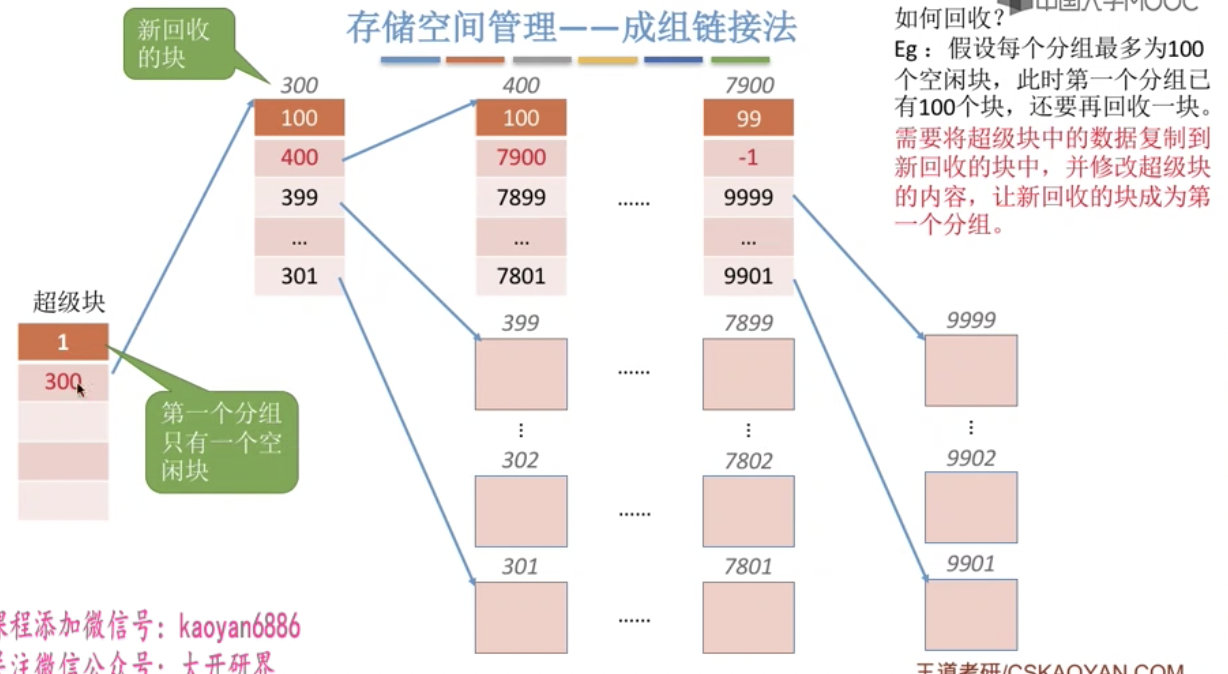 存储空间管理——成组链接法
中国大学MOOC
新回收
的块
如何回收?
Eg：假设每个分组最多为100
个空闲块，此时第一个分组已
有100个块，还要再回收一块。
需要将超级块中的数据复制到
新回收的块中，并修改超级块
的内容，让新回收的块成为第
一个分组。
300
100
400
399
...
301
400
100
7900
7899
...
7801
......
7900
99
-1
9999
...
9901
超级块
1
300
第一个分组
只有一个空
闲块
399
...
302
301
......
......
......
7899
...
7802
7801
9999
...
9902
9901
课程添加微信号：kaoyan6886
关注微信公众号：大开研界
王道考研/CSKAOYAN.COM